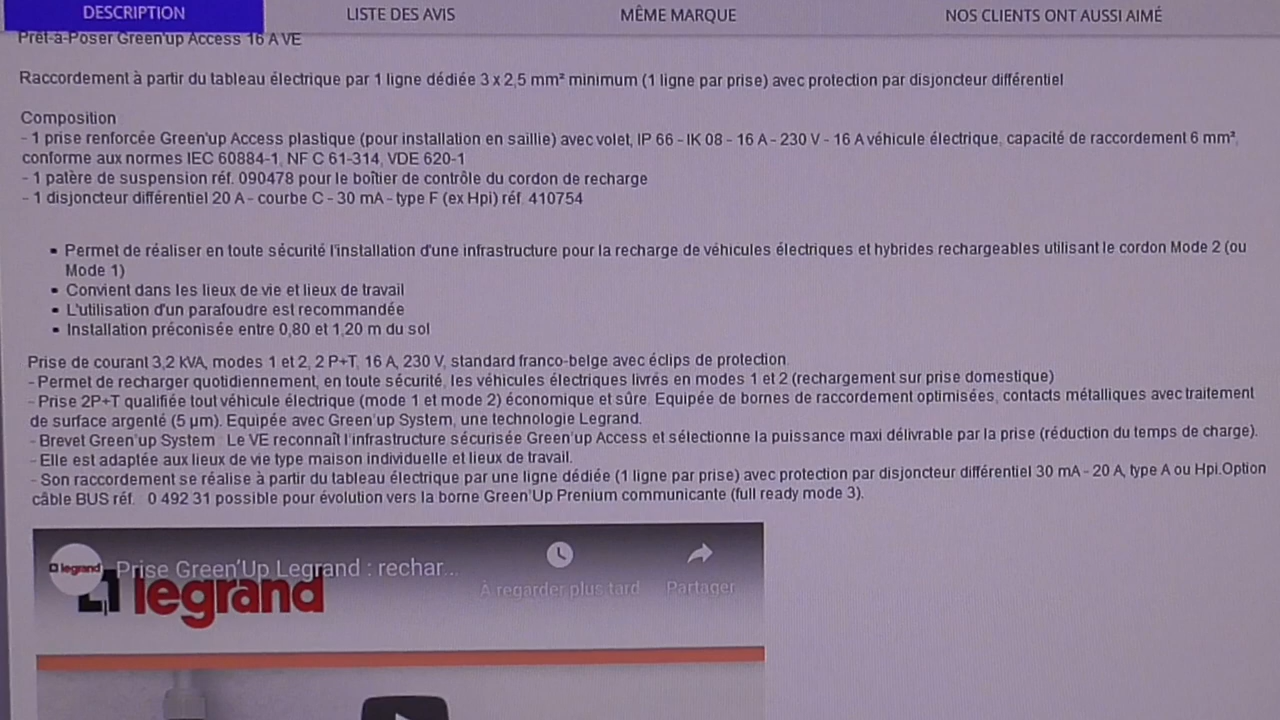 DESCRIPTION LISTE DES AVIS MÊME MARQUE NOS CLIENTS ONT AUSSI AIMÉ
Prêt-à-Poser Green'up Access 16 A VE
Raccordement à partir du tableau électrique par 1 ligne dédiée 3 x 2,5 mm² minimum (1 ligne par prise) avec protection par disjoncteur différentiel
Composition
- 1 prise renforcée Green'up Access plastique (pour installation en saillie) avec volet, IP 66 - IK 08 - 16 A - 230 V - 16 A véhicule électrique, capacité de raccordement 6 mm²,
conforme aux normes IEC 60884-1, NF C 61-314, VDE 620-1
- 1 patère de suspension réf. 090478 pour le boîtier de contrôle du cordon de recharge
- 1 disjoncteur différentiel 20 A - courbe C - 30 mA - type F (ex Hpi) réf. 410754
▪ Permet de réaliser en toute sécurité l'installation d'une infrastructure pour la recharge de véhicules électriques et hybrides rechargeables utilisant le cordon Mode 2 (ou
Mode 1)
▪ Convient dans les lieux de vie et lieux de travail
▪ L'utilisation d'un parafoudre est recommandée
▪ Installation préconisée entre 0,80 et 1,20 m du sol
Prise de courant 3,2 kVA, modes 1 et 2, 2 P+T, 16 A, 230 V, standard franco-belge avec éclips de protection.
- Permet de recharger quotidiennement, en toute sécurité, les véhicules électriques livrés en modes 1 et 2 (rechargement sur prise domestique)
- Prise 2P+T qualifiée tout véhicule électrique (mode 1 et mode 2) économique et sûre. Equipée de bornes de raccordement optimisées, contacts métalliques avec traitement
de surface argenté (5 µm). Equipée avec Green'up System, une technologie Legrand.
- Brevet Green'up System : Le VE reconnaît l'infrastructure sécurisée Green'up Access et sélectionne la puissance maxi délivrable par la prise (réduction du temps de charge).
- Elle est adaptée aux lieux de vie type maison individuelle et lieux de travail.
- Son raccordement se réalise à partir du tableau électrique par une ligne dédiée (1 ligne par prise) avec protection par disjoncteur différentiel 30 mA - 20 A, type A ou Hpi.Option
câble BUS réf. 0 492 31 possible pour évolution vers la borne Green'Up Prenium communicante (full ready mode 3).
legrand Prise Green'Up Legrand : rechar...
À regarder plus tard Partager
legrand